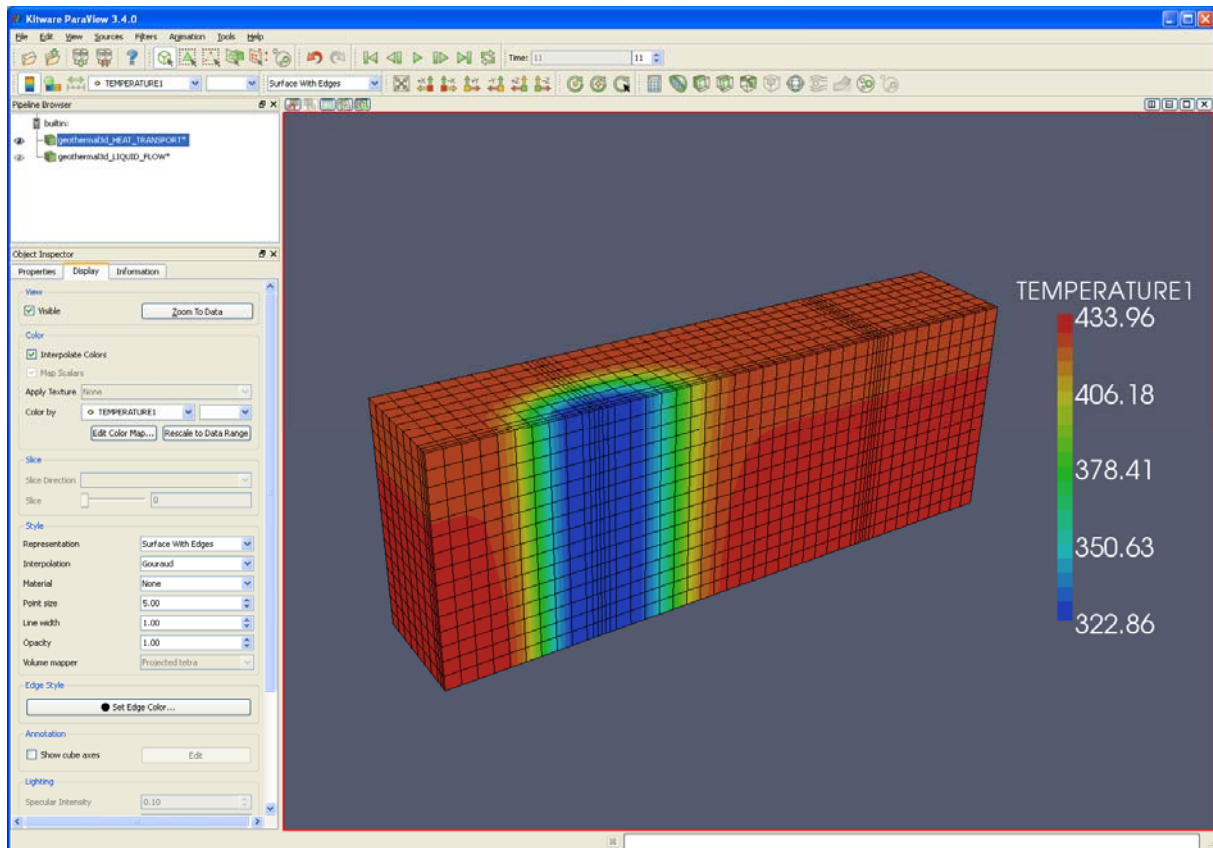 Kitware ParaView 3.4.0
File Edit View Sources Filters Animation Tools Help
Time: 11 11
TEMPERATURE1 Surface With Edges
Pipeline Browser
builtin:
geothermal3d_HEAT_TRANSPORT*
geothermal3d_LIQUID_FLOW*
Object Inspector
Properties Display Information
View
Visible Zoom To Data
Color
Interpolate Colors
Map Scalars
Apply Texture None
Color by TEMPERATURE1
Edit Color Map... Rescale to Data Range
Slice
Slice Direction
Slice 0
Style
Representation Surface With Edges
Interpolation Gouraud
Material None
Point size 5.00
Line width 1.00
Opacity 1.00
Volume mapper Projected tetra
Edge Style
Set Edge Color...
Annotation
Show cube axes Edit
Lighting
Specular Intensity 0.10
TEMPERATURE1
433.96
406.18
378.41
350.63
322.86